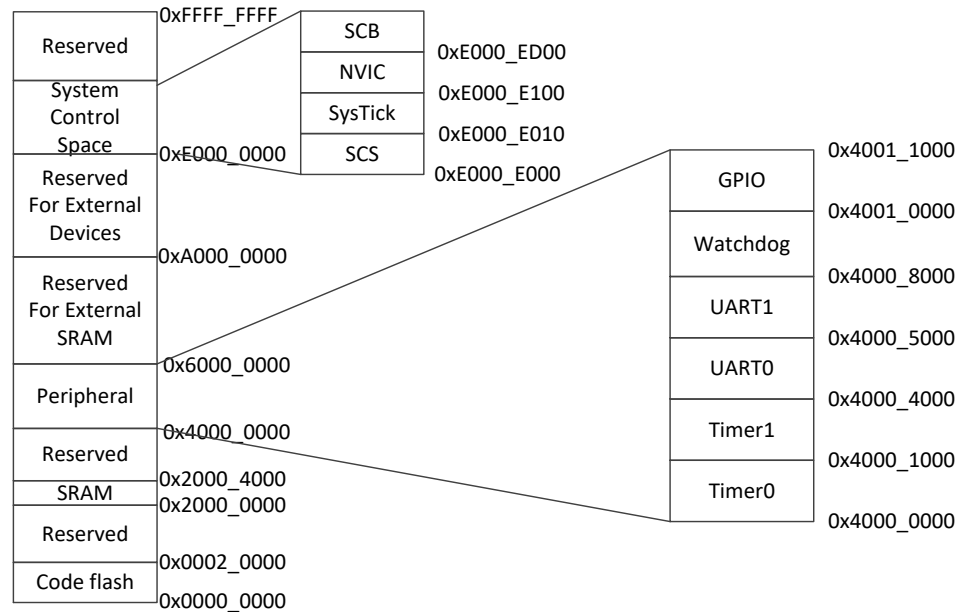 0xFFFF_FFFF
Reserved
System
Control
Space
0xE000_0000
Reserved
For External
Devices
0xA000_0000
Reserved
For External
SRAM
0x6000_0000
Peripheral
0x4000_0000
Reserved
0x2000_4000
SRAM
0x2000_0000
Reserved
0x0002_0000
Code flash
0x0000_0000
SCB
0xE000_ED00
NVIC
0xE000_E100
SysTick
0xE000_E010
SCS
0xE000_E000
0x4001_1000
GPIO
0x4001_0000
Watchdog
0x4000_8000
UART1
0x4000_5000
UART0
0x4000_4000
Timer1
0x4000_1000
Timer0
0x4000_0000